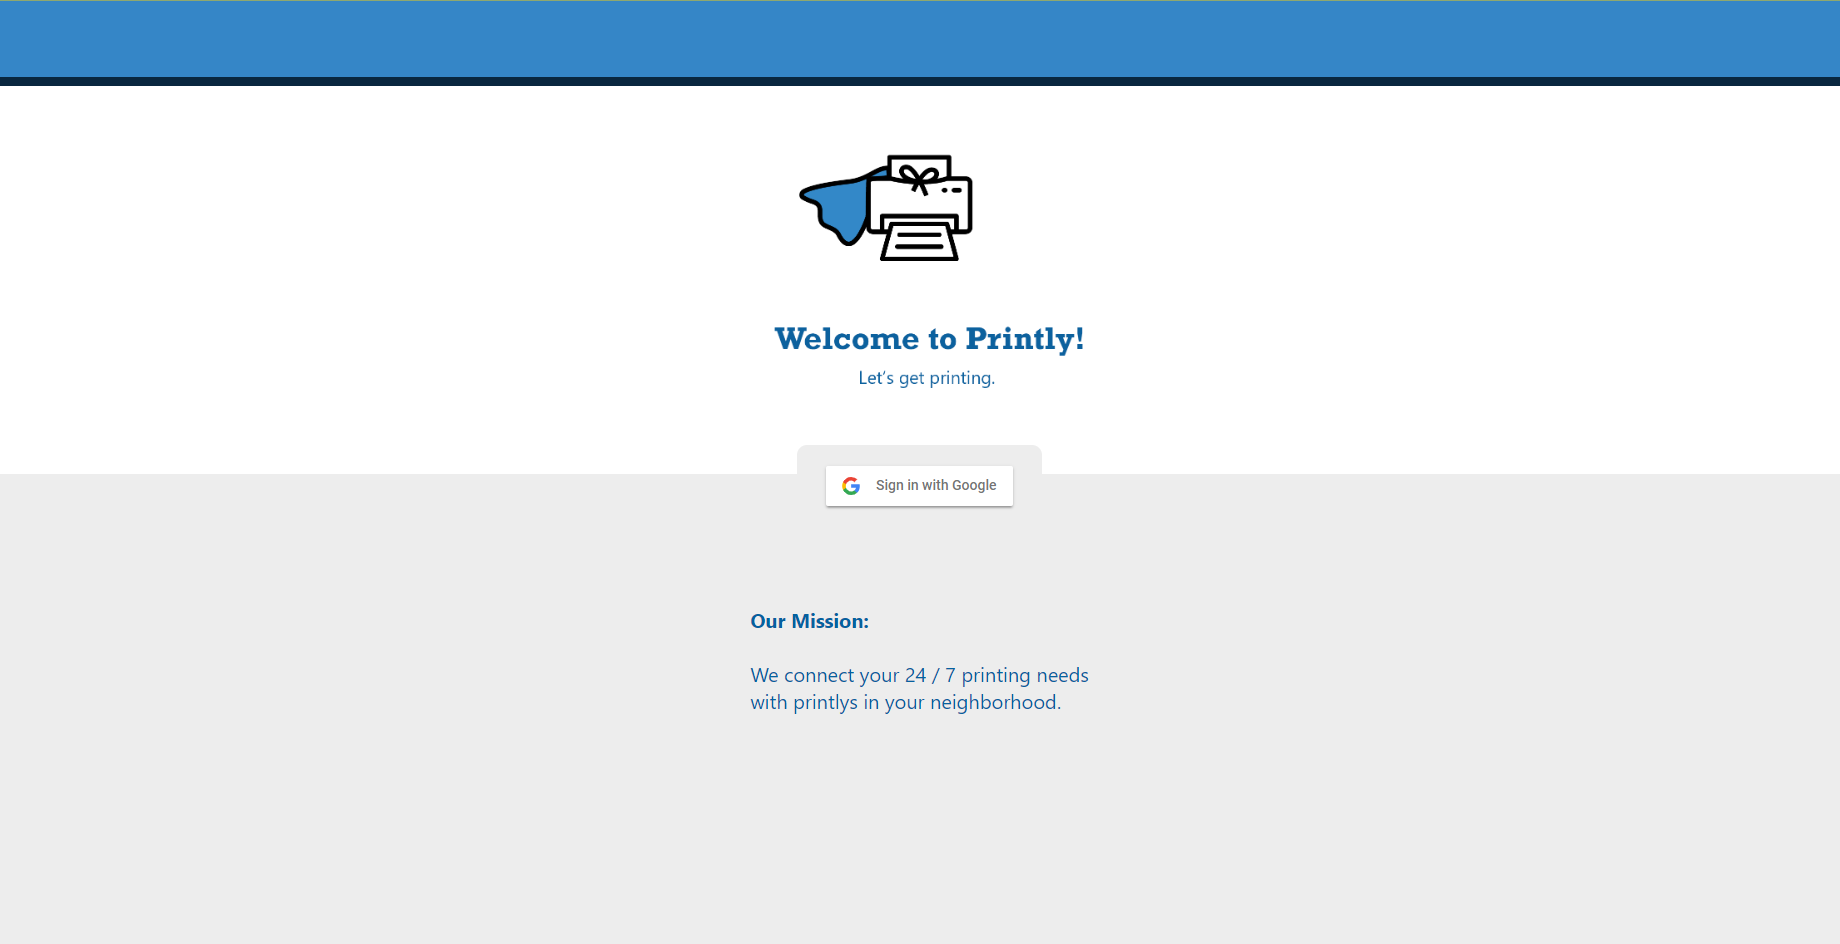 Welcome to Printly!
Let's get printing.
Sign in with Google
Our Mission:
We connect your 24 / 7 printing needs
with printlys in your neighborhood.